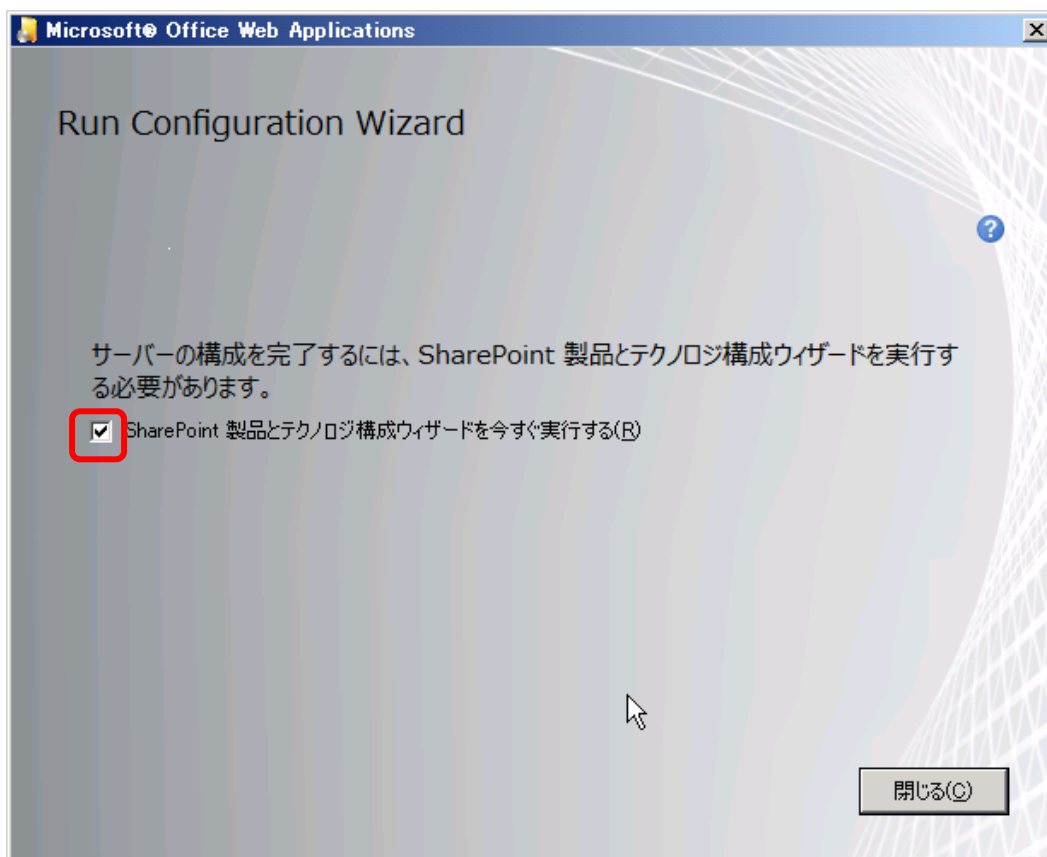 Microsoft® Office Web Applications
Run Configuration Wizard
サーバーの構成を完了するには、SharePoint 製品とテクノロジ構成ウィザードを実行す
る必要があります。
SharePoint 製品とテクノロジ構成ウィザードを今すぐ実行する(R)
閉じる(C)